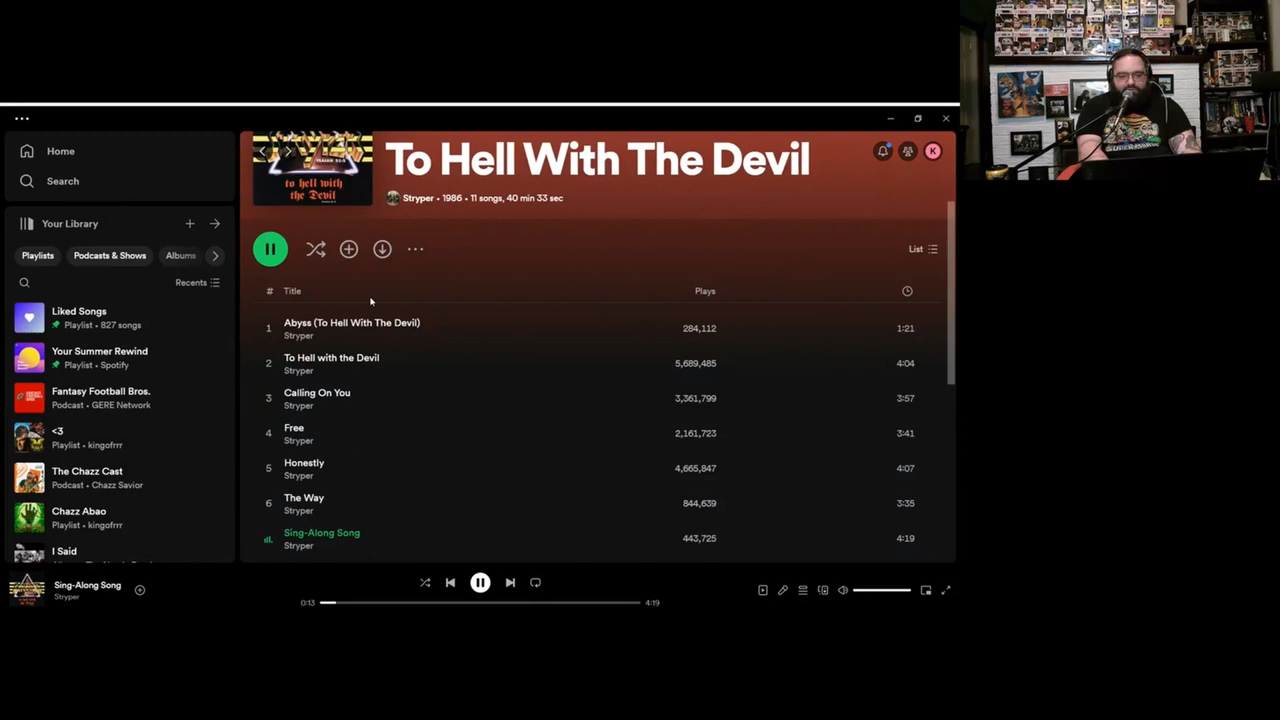 Home
Search
Your Library
Playlists
Podcasts & Shows
Albums
Recents
Liked Songs
Playlist • 827 songs
Your Summer Rewind
Playlist • Spotify
Fantasy Football Bros.
Podcast • GERE Network
<3
Playlist • kingofrrr
The Chazz Cast
Podcast • Chazz Savior
Chazz Abao
Playlist • kingofrrr
I Said
ISAIAH 53:5
to hell with
the Devil
To Hell With The Devil
Stryper • 1986 • 11 songs, 40 min 33 sec
K
List
# Title Plays
1 Abyss (To Hell With The Devil) 284,112 1:21
Stryper
2 To Hell with the Devil 5,689,485 4:04
Stryper
3 Calling On You 3,361,799 3:57
Stryper
4 Free 2,161,723 3:41
Stryper
5 Honestly 4,665,847 4:07
Stryper
6 The Way 844,639 3:35
Stryper
Sing-Along Song 443,725 4:19
Stryper
Sing-Along Song
Stryper
0:13 4:19